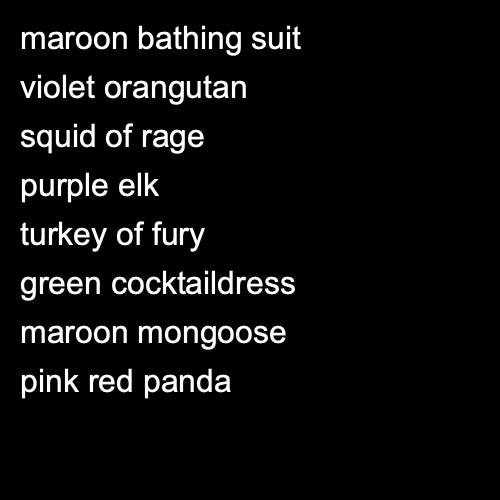 maroon bathing suit
violet orangutan
squid of rage
purple elk
turkey of fury
green cocktaildress
maroon mongoose
pink red panda